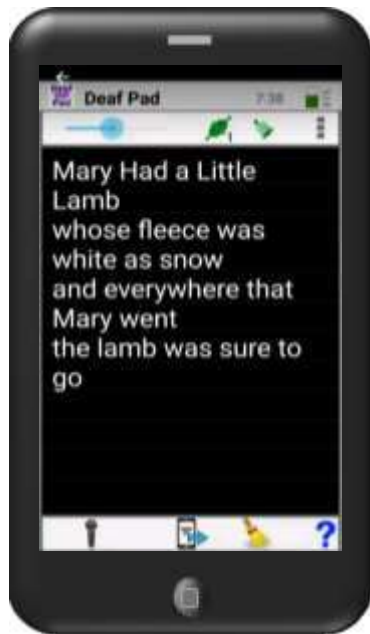 Deaf Pad 7:38
Mary Had a Little
Lamb
whose fleece was
white as snow
and everywhere that
Mary went
the lamb was sure to
go
?